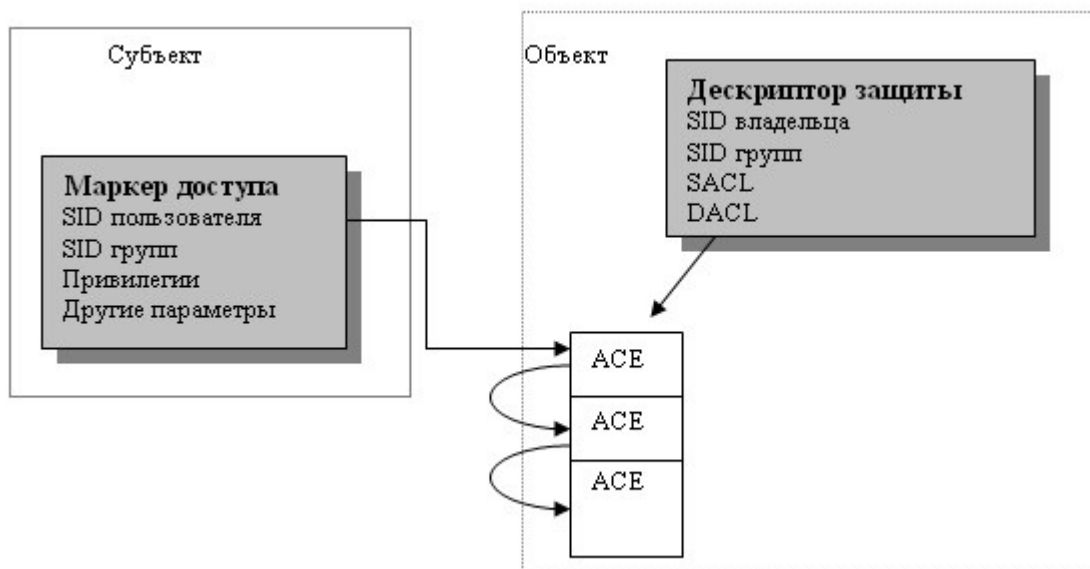 Субъект
Маркер доступа
SID пользователя
SID групп
Привилегии
Другие параметры
Объект
Дескриптор защиты
SID владельца
SID групп
SACL
DACL
ACE
ACE
ACE